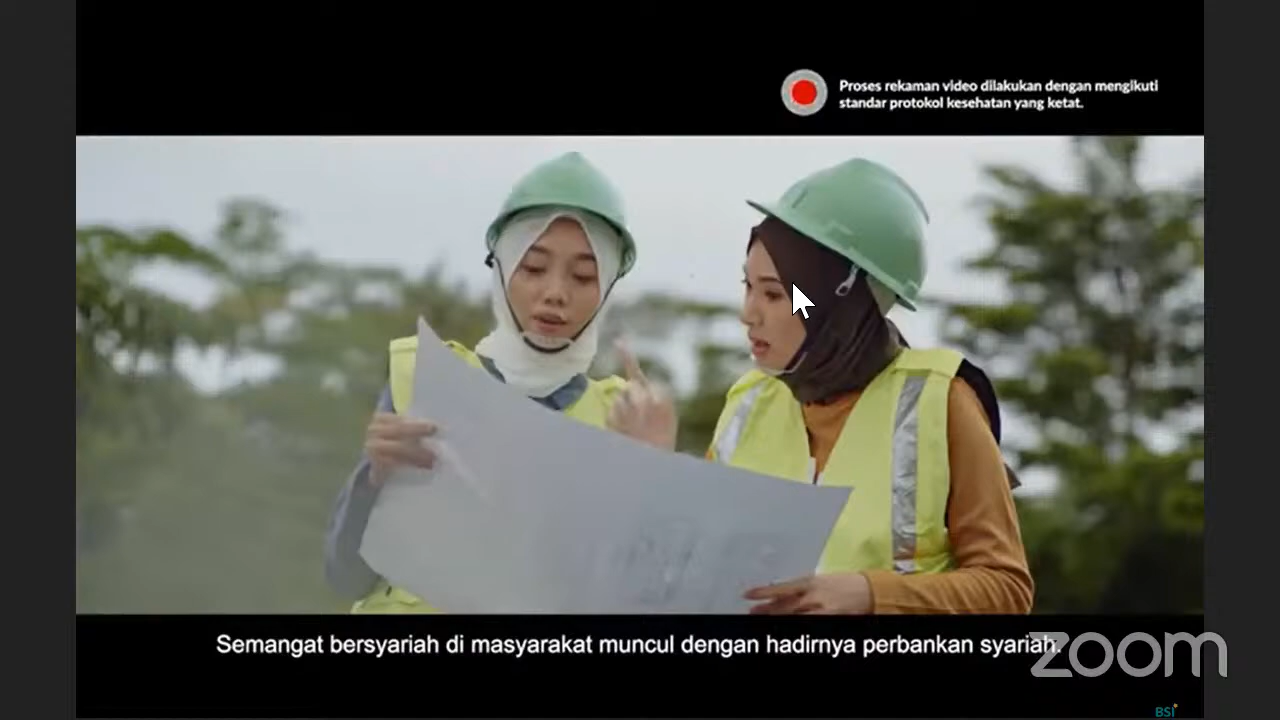 Proses rekaman video dilakukan dengan mengikuti
standar protokol kesehatan yang ketat.
Semangat bersyariah di masyarakat muncul dengan hadirnya perbankan syariah.
zoom
BSI